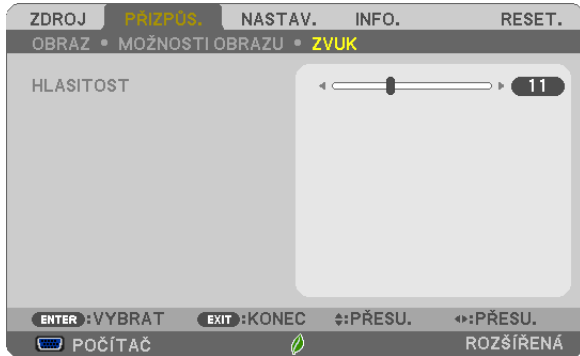 ZDROJ PŘIZPŮS. NASTAV. INFO. RESET.
OBRAZ • MOŽNOSTI OBRAZU • ZVUK
HLASITOST 11
ENTER:VYBRAT EXIT:KONEC :PŘESU. :PŘESU.
POČÍTAČ ROZŠÍŘENÁ